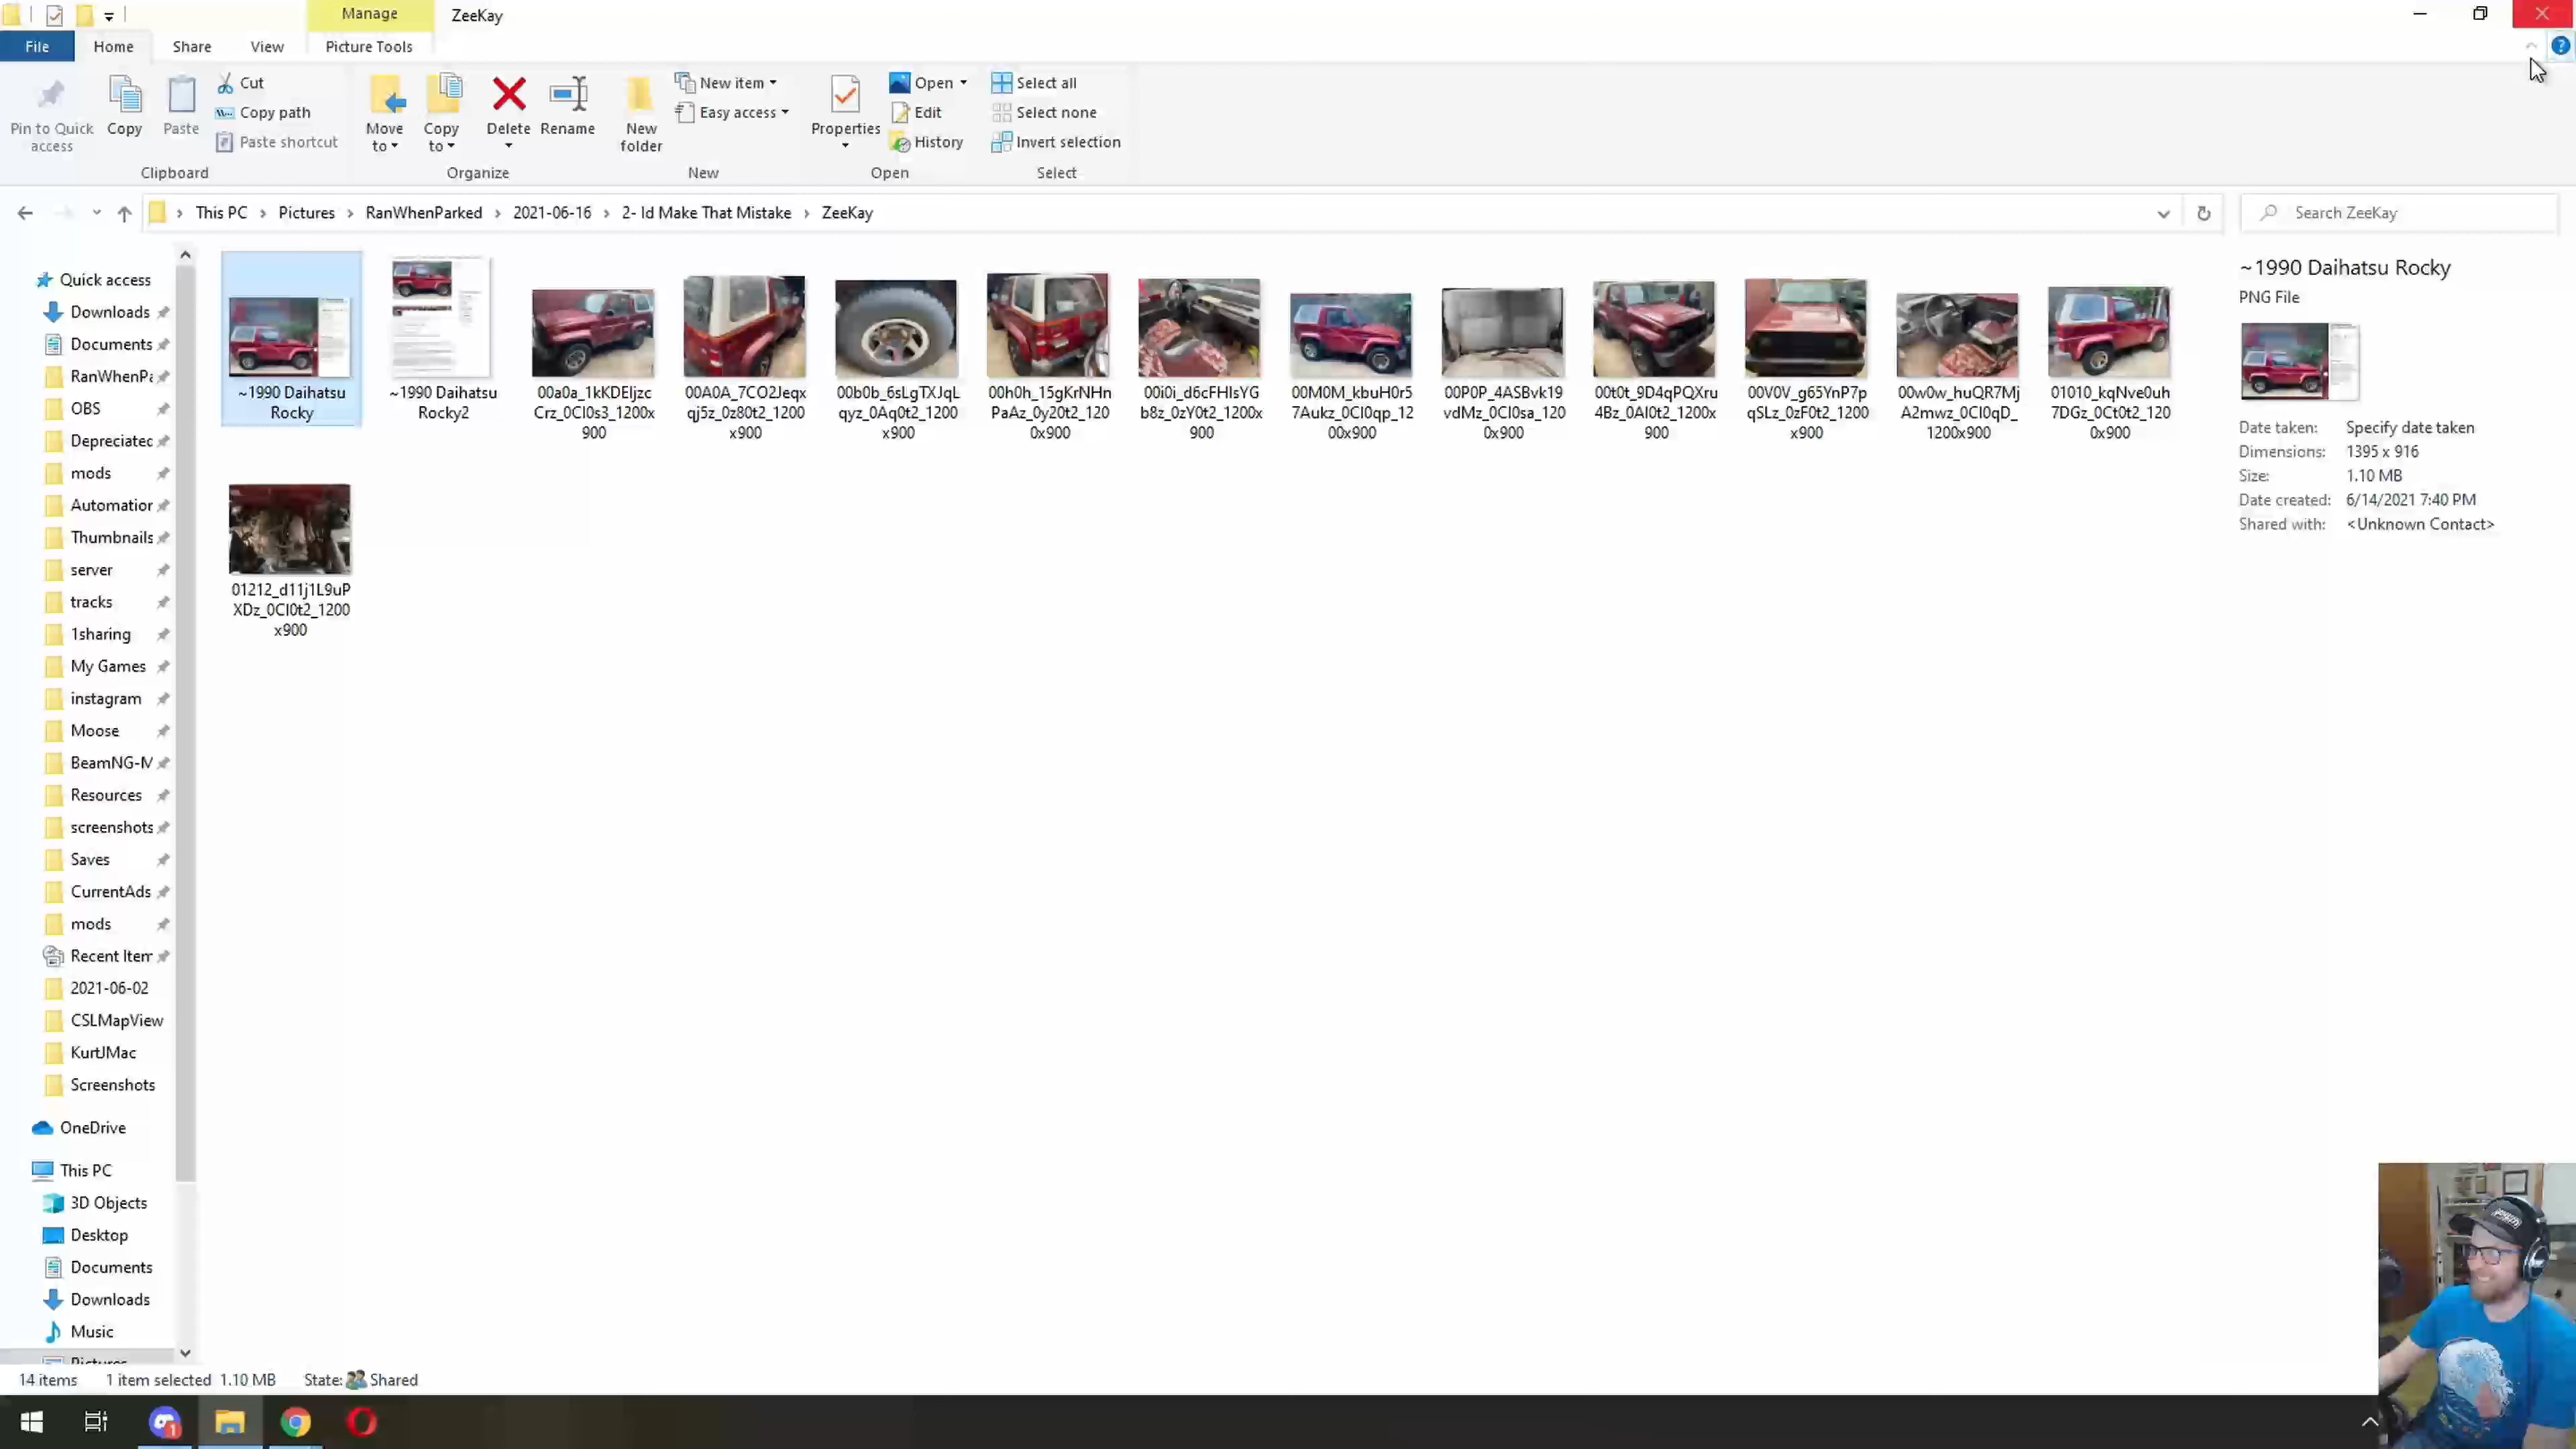 Manage
ZeeKay
File
Home
Share
View
Picture Tools
Pin to Quick access
Copy
Paste
Cut
Copy path
Paste shortcut
Clipboard
Move to
Copy to
Delete
Rename
Organize
New folder
New item
Easy access
New
Properties
Open
Edit
History
Open
Select all
Select none
Invert selection
Select
This PC > Pictures > RanWhenParked > 2021-06-16 > 2- Id Make That Mistake > ZeeKay
Search ZeeKay
Quick access
Downloads
Documents
RanWhenPa
OBS
Depreciated
mods
Automation
Thumbnails
server
tracks
1sharing
My Games
instagram
Moose
BeamNG-M
Resources
screenshots
Saves
CurrentAds
mods
Recent Item
2021-06-02
CSLMapView
KurtJMac
Screenshots
OneDrive
This PC
3D Objects
Desktop
Documents
Downloads
Music
Pictures
~1990 Daihatsu
Rocky
~1990 Daihatsu
Rocky2
00a0a_1kKDEljzc
Crz_0CI0s3_1200x
900
00A0A_7CO2Jeqx
qj5z_0z80t2_1200
x900
00b0b_6sLgTXJqL
qyz_0Aq0t2_1200
x900
00h0h_15gKrNHn
PaAz_0y20t2_120
0x900
00i0i_d6cFHIsYG
b8z_0zY0t2_1200x
900
00M0M_kbuH0r5
7Aukz_0CI0qp_12
00x900
00P0P_4ASBvk19
vdMz_0CI0sa_120
0x900
00t0t_9D4qPQXru
4Bz_0AI0t2_1200x
900
00V0V_g65YnP7p
qSLz_0zF0t2_1200
x900
00w0w_huQR7Mj
A2mwz_0CI0qD_
1200x900
01010_kqNve0uh
7DGz_0Ct0t2_120
0x900
01212_d11j1L9uP
XDz_0CI0t2_1200
x900
~1990 Daihatsu Rocky
PNG File
Date taken: Specify date taken
Dimensions: 1395 x 916
Size: 1.10 MB
Date created: 6/14/2021 7:40 PM
Shared with: <Unknown Contact>
14 items
1 item selected 1.10 MB
State: Shared
1